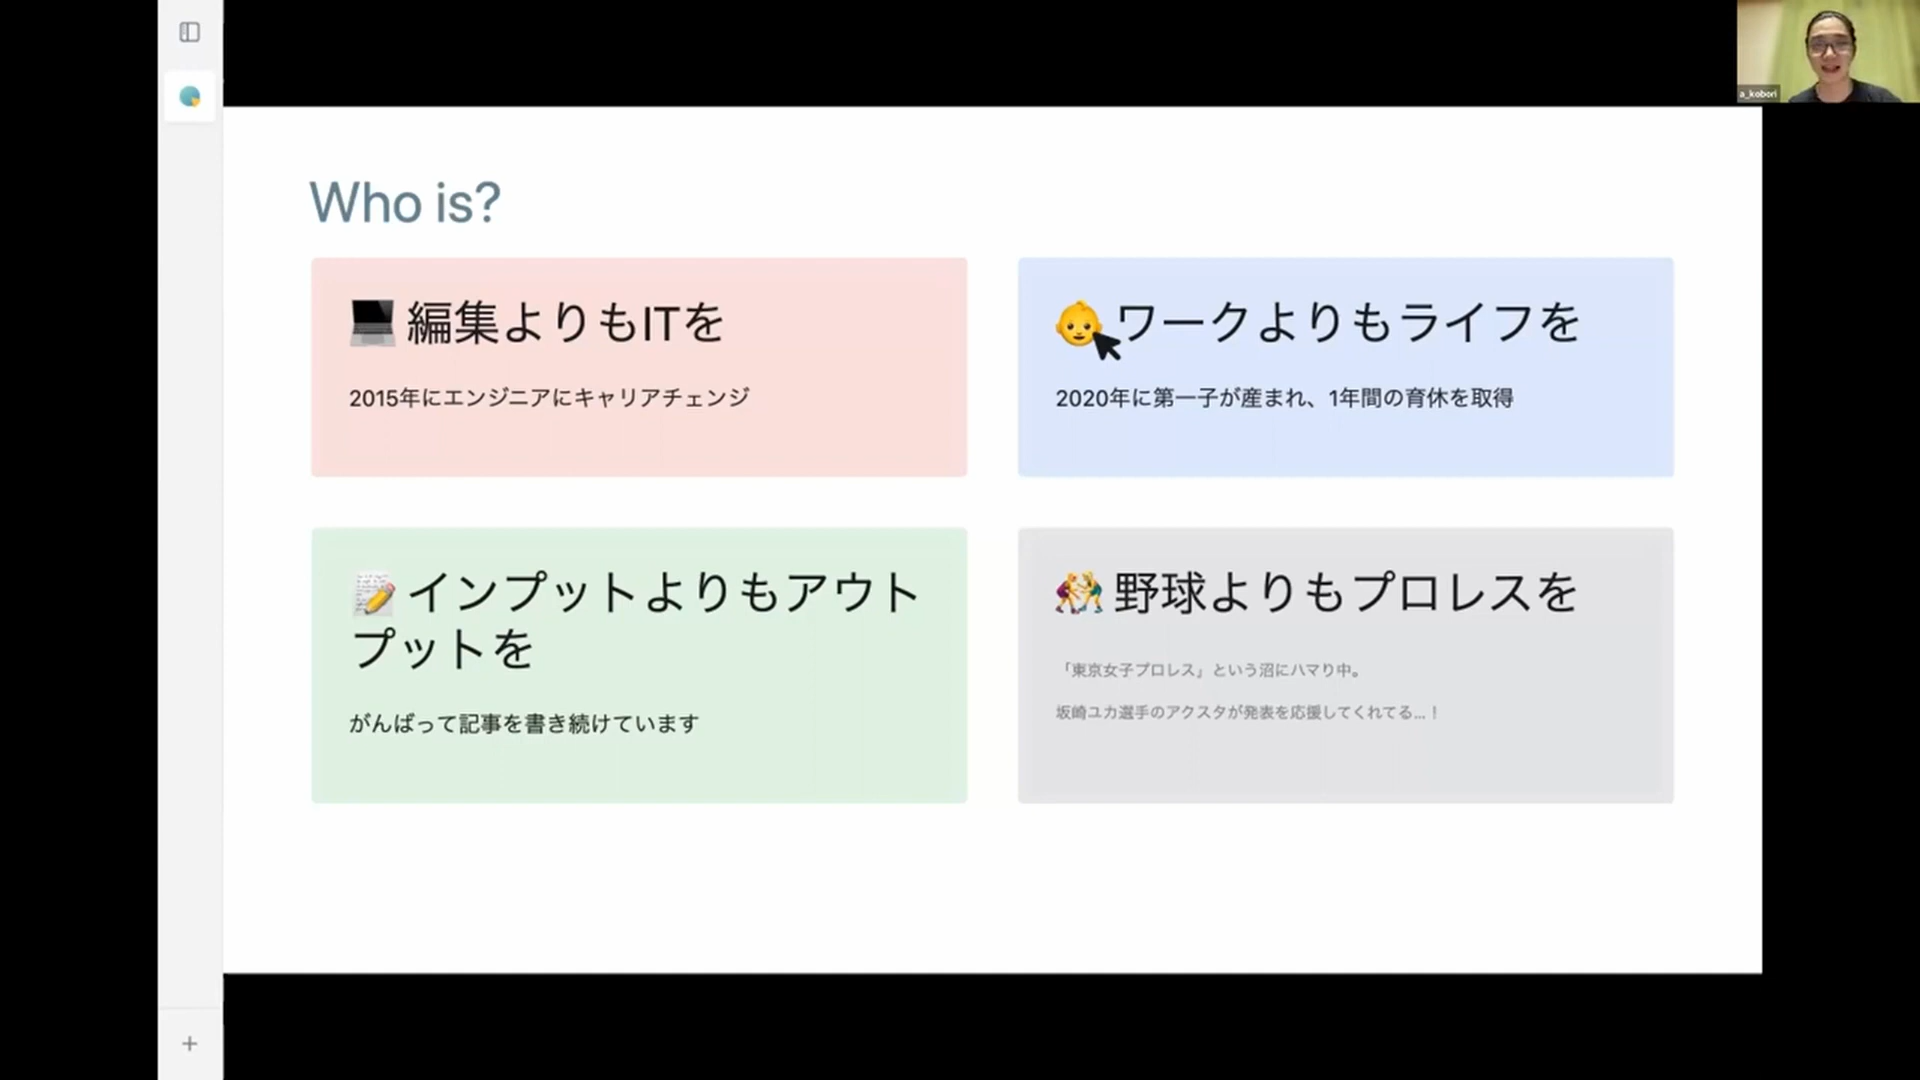 a_kobori
Who is?
編集よりもITを
2015年にエンジニアにキャリアチェンジ
ワークよりもライフを
2020年に第一子が産まれ、1年間の育休を取得
インプットよりもアウト
プットを
がんばって記事を書き続けています
野球よりもプロレスを
「東京女子プロレス」という沼にハマり中。
坂崎ユカ選手のアクスタが発表を応援してくれてる...！